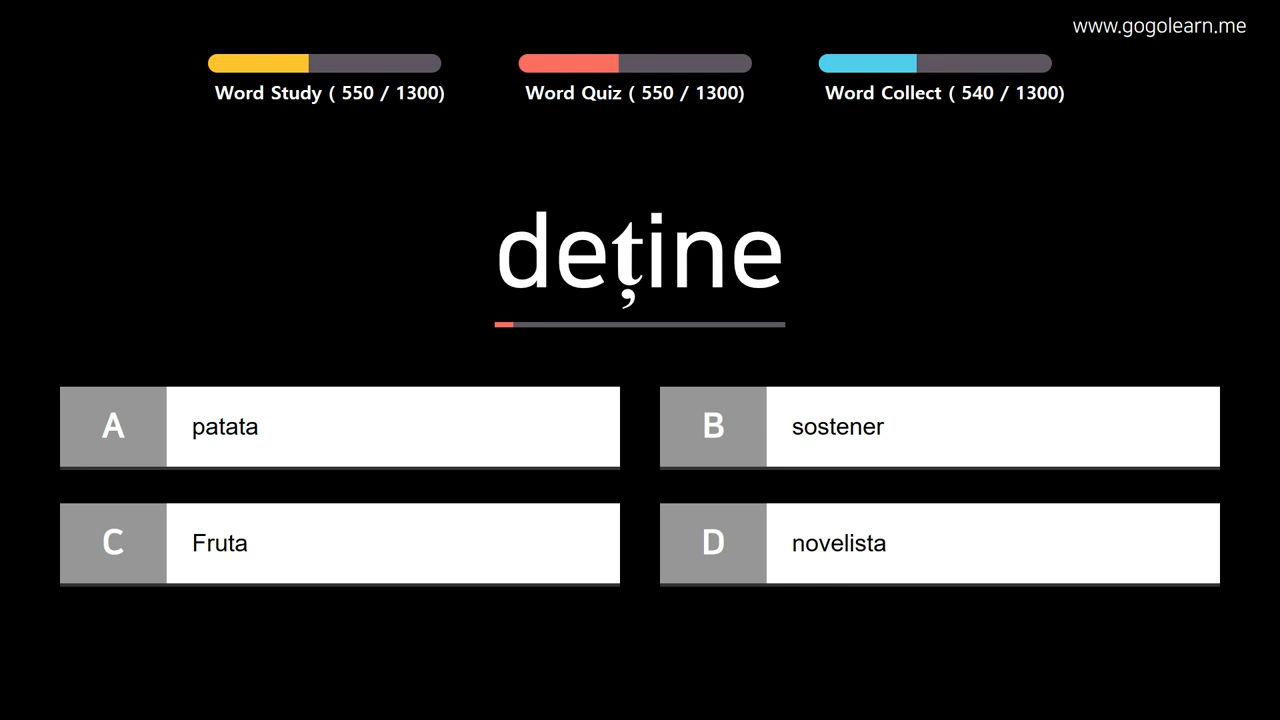 www.gogolearn.me
Word Study ( 550 / 1300)
Word Quiz ( 550 / 1300)
Word Collect ( 540 / 1300)
deține
A patata
B sostener
C Fruta
D novelista